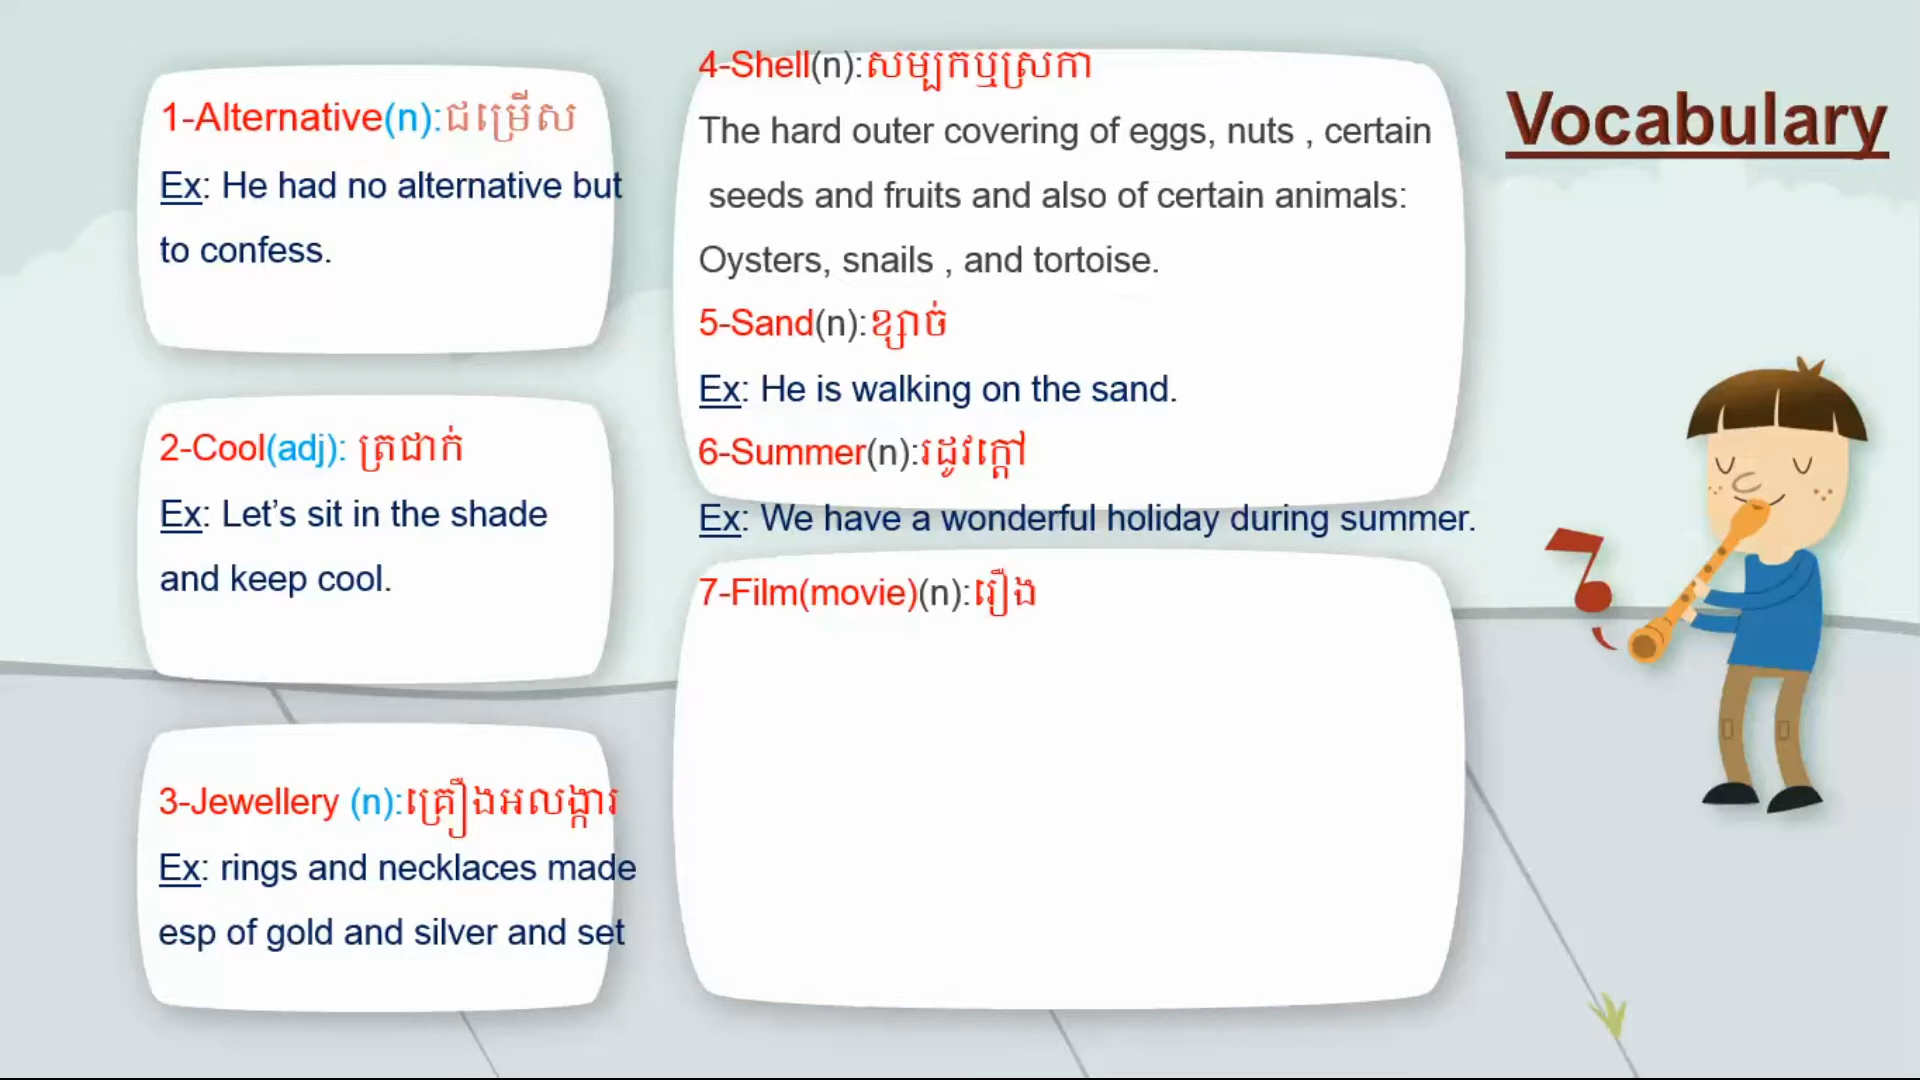 Vocabulary
1-Alternative(n):ជម្រើស
Ex: He had no alternative but
to confess.
2-Cool(adj): ត្រជាក់
Ex: Let’s sit in the shade
and keep cool.
3-Jewellery (n):គ្រឿងអលង្ការ
Ex: rings and necklaces made
esp of gold and silver and set
4-Shell(n):សម្បកឬស្រកា
The hard outer covering of eggs, nuts , certain
seeds and fruits and also of certain animals:
Oysters, snails , and tortoise.
5-Sand(n):ខ្សាច់
Ex: He is walking on the sand.
6-Summer(n):រដូវក្តៅ
Ex: We have a wonderful holiday during summer.
7-Film(movie)(n):រឿង